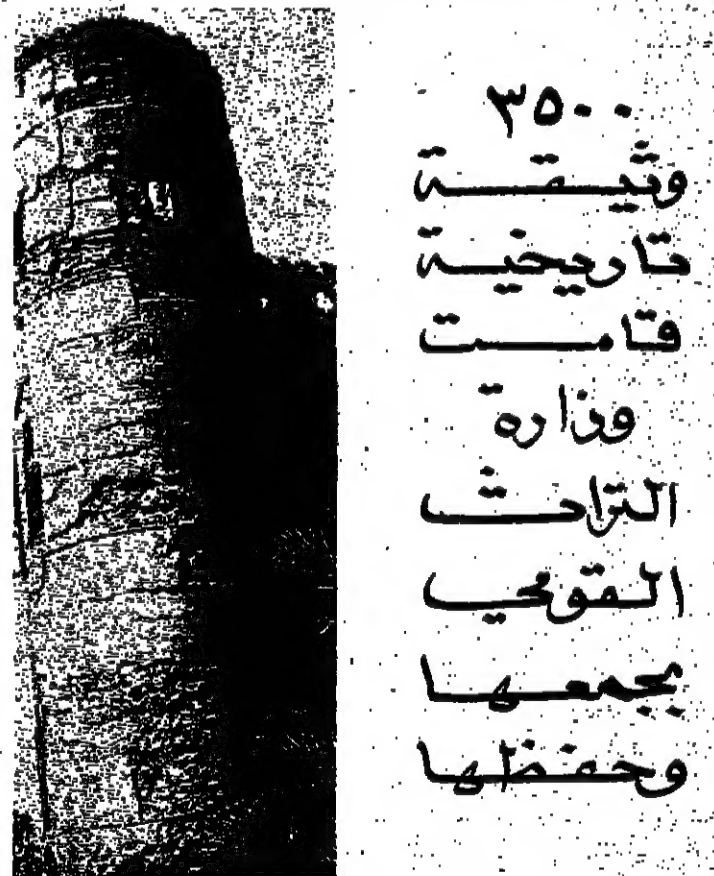 ٣٥٠٠
وثيقة
تاريخية
قامت
وزارة
التراث
القومي
بجمعها
وحفظها